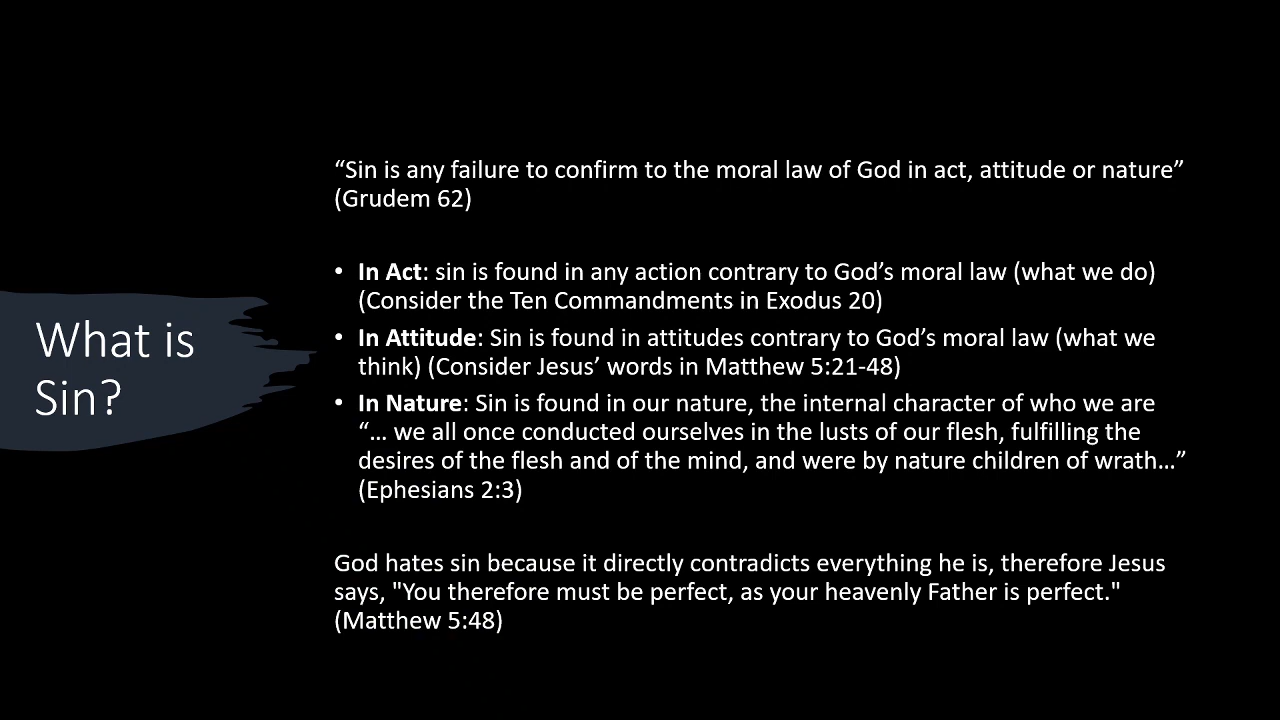 What is
Sin?
“Sin is any failure to confirm to the moral law of God in act, attitude or nature”
(Grudem 62)
• In Act: sin is found in any action contrary to God’s moral law (what we do)
(Consider the Ten Commandments in Exodus 20)
• In Attitude: Sin is found in attitudes contrary to God’s moral law (what we
think) (Consider Jesus’ words in Matthew 5:21-48)
• In Nature: Sin is found in our nature, the internal character of who we are
“… we all once conducted ourselves in the lusts of our flesh, fulfilling the
desires of the flesh and of the mind, and were by nature children of wrath…”
(Ephesians 2:3)
God hates sin because it directly contradicts everything he is, therefore Jesus
says, "You therefore must be perfect, as your heavenly Father is perfect."
(Matthew 5:48)